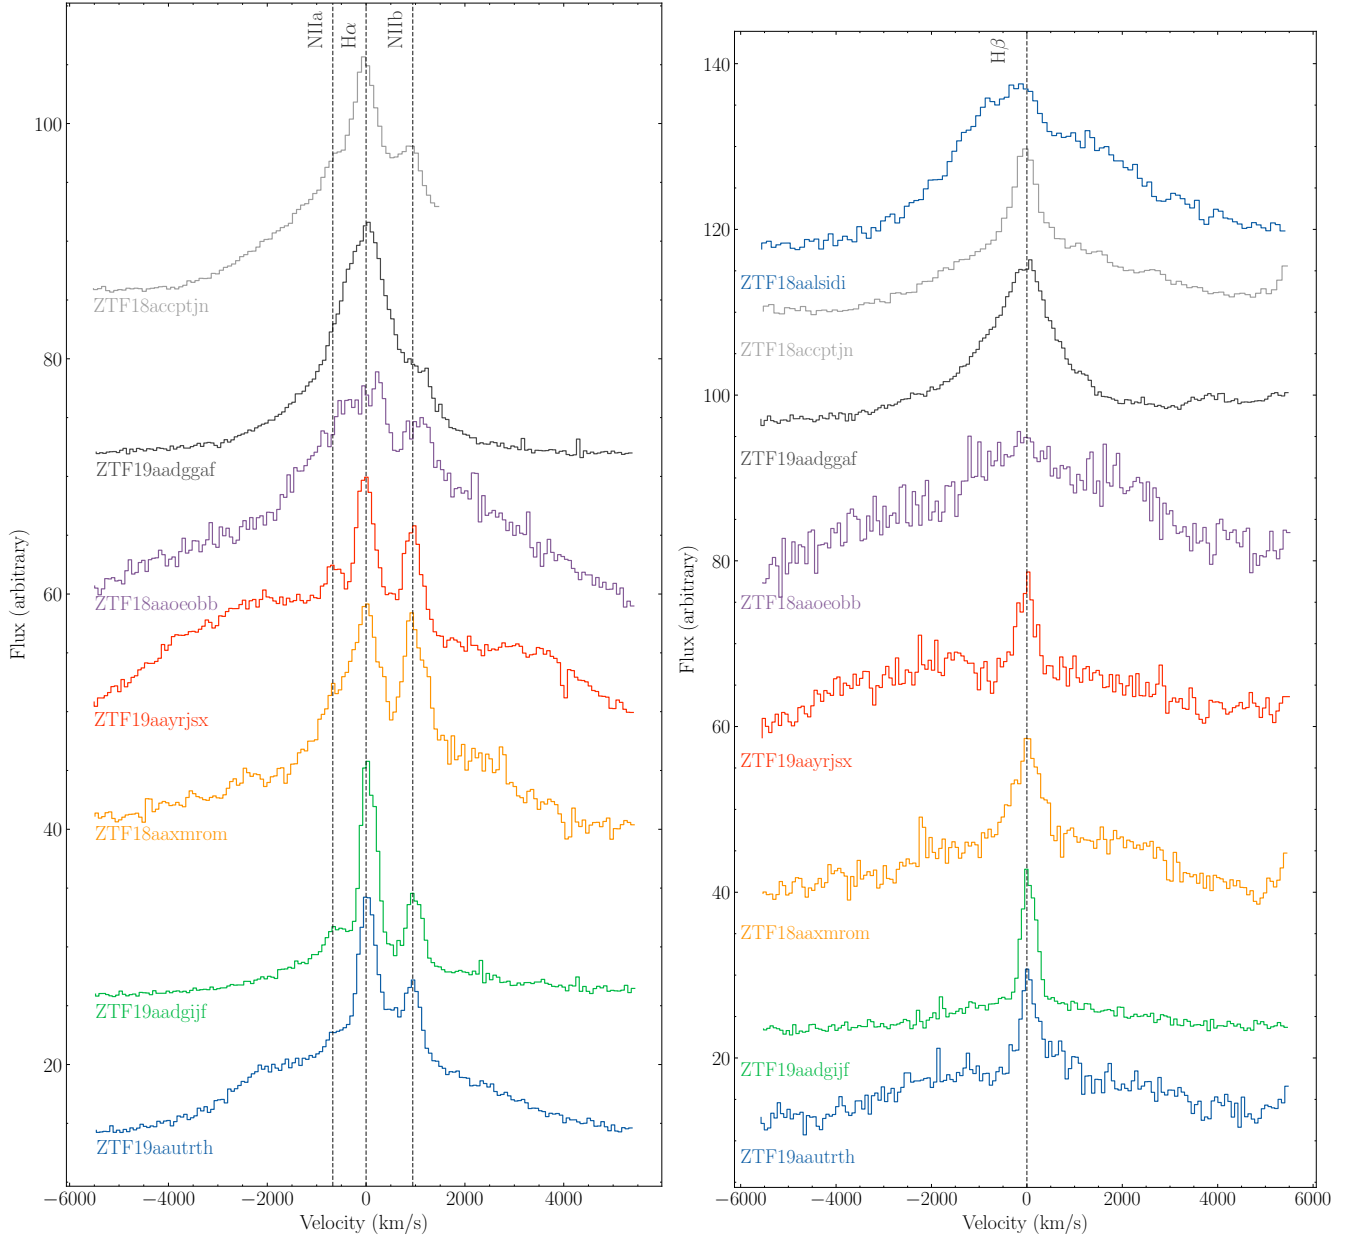 NIIa
Hα
NIIb
100
80
60
40
20
Flux (arbitrary)
ZTF18accptjn
ZTF19aadggaf
ZTF18aaoeobb
ZTF19aayrjsx
ZTF18aaxmrom
ZTF19aadgijf
ZTF19aautrth
−6000 −4000 −2000 0 2000 4000
Velocity (km/s)
Hβ
140
120
100
80
60
40
20
Flux (arbitrary)
ZTF18aalsidi
ZTF18accptjn
ZTF19aadggaf
ZTF18aaoeobb
ZTF19aayrjsx
ZTF18aaxmrom
ZTF19aadgijf
ZTF19aautrth
−6000 −4000 −2000 0 2000 4000 6000
Velocity (km/s)